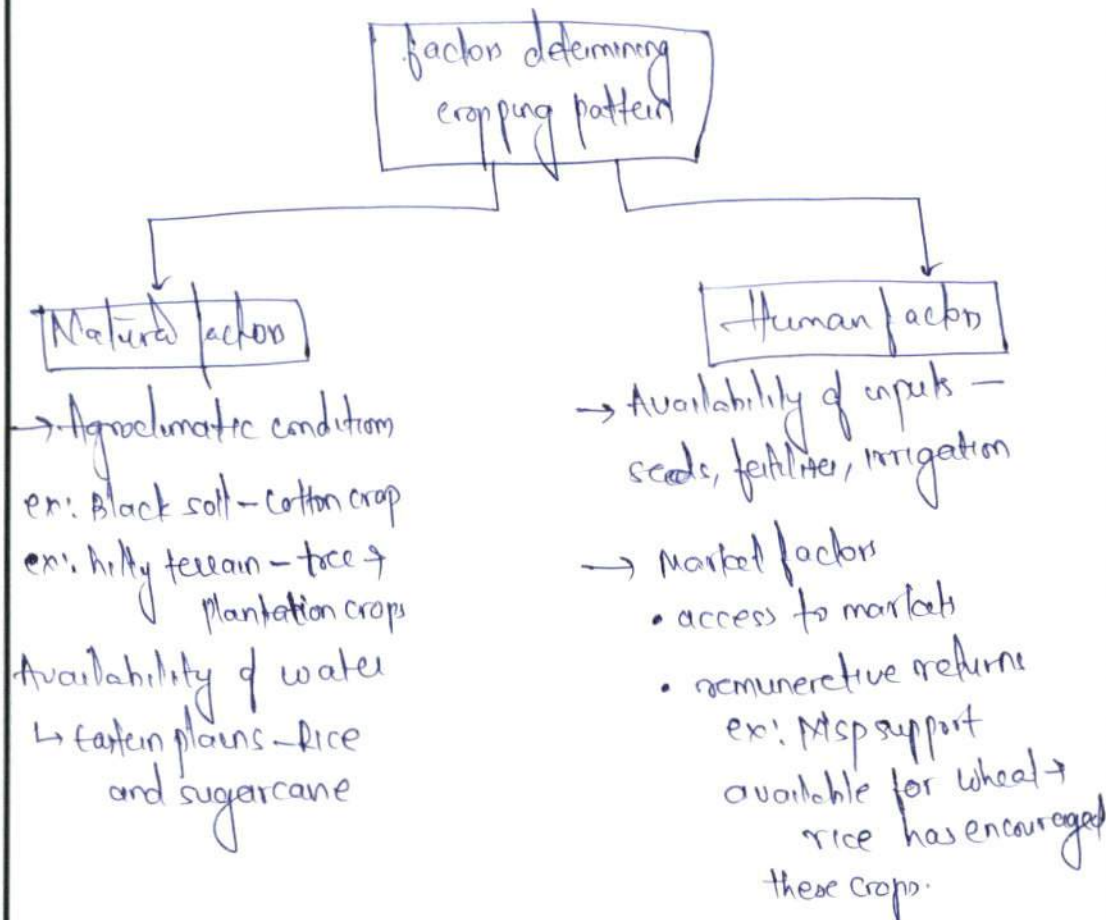 factors determining
cropping pattern
Natural factors
→ Agroclimatic condition
ex: Black soil - Cotton crop
ex: hilly terrain - tree +
plantation crops
Availability of water
↳ Eastern plains - Rice
and sugarcane
Human factors
→ Availability of inputs —
seeds, fertilizer, irrigation
→ Market factors
• access to markets
• remuneretive returns
ex: MSP support
available for wheat +
rice has encouraged
these crops.